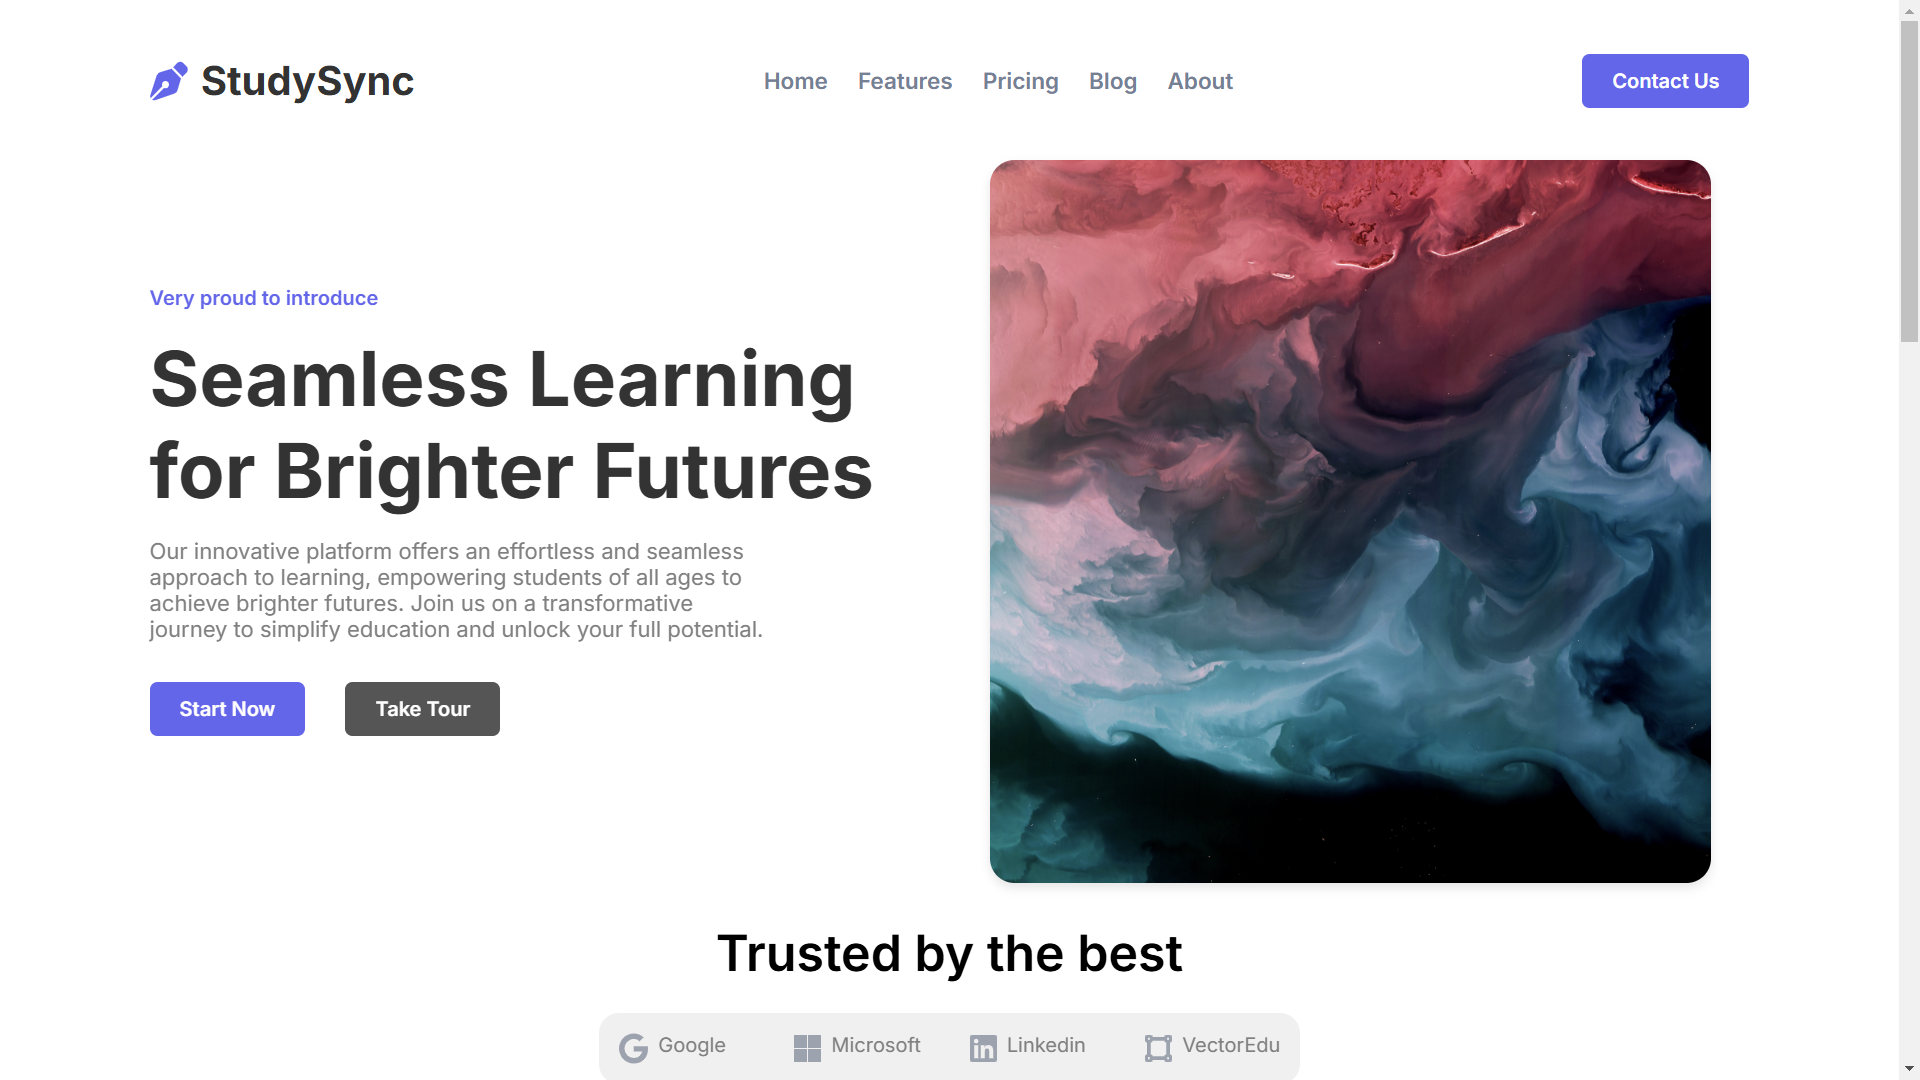 StudySync
Home Features Pricing Blog About
Contact Us
Very proud to introduce
Seamless Learning
for Brighter Futures
Our innovative platform offers an effortless and seamless
approach to learning, empowering students of all ages to
achieve brighter futures. Join us on a transformative
journey to simplify education and unlock your full potential.
Start Now
Take Tour
Trusted by the best
Google Microsoft Linkedin VectorEdu